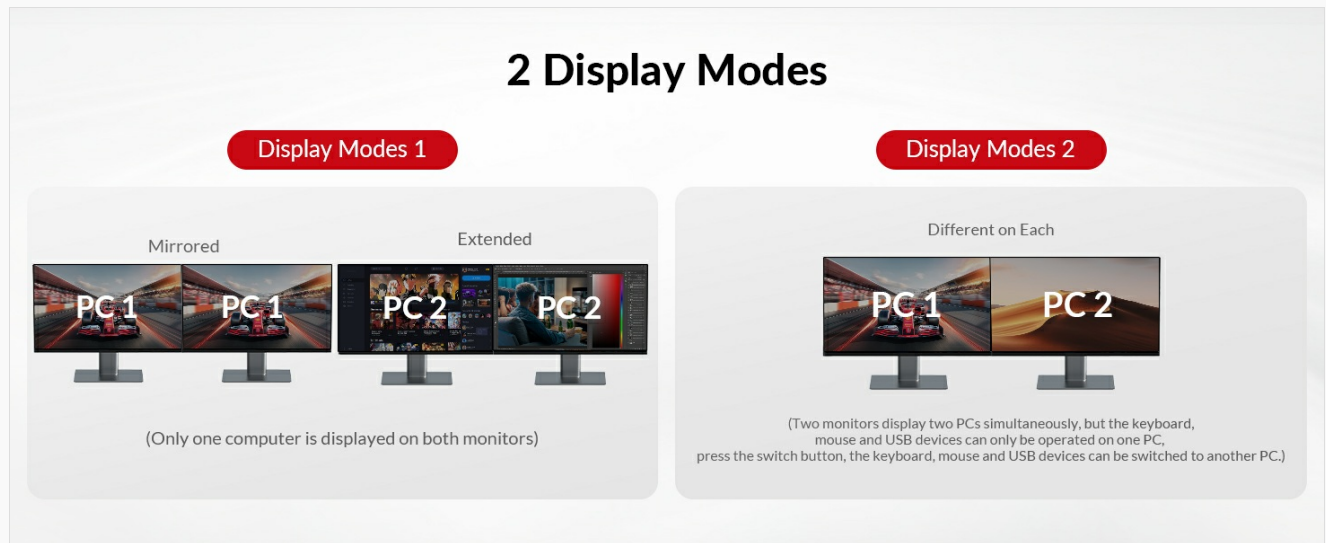 2 Display Modes
Display Modes 1
Mirrored
Extended
PC 1
PC 1
PC 2
PC 2
(Only one computer is displayed on both monitors)
Display Modes 2
Different on Each
PC 1
PC 2
(Two monitors display two PCs simultaneously, but the keyboard,
mouse and USB devices can only be operated on one PC,
press the switch button, the keyboard, mouse and USB devices can be switched to another PC.)